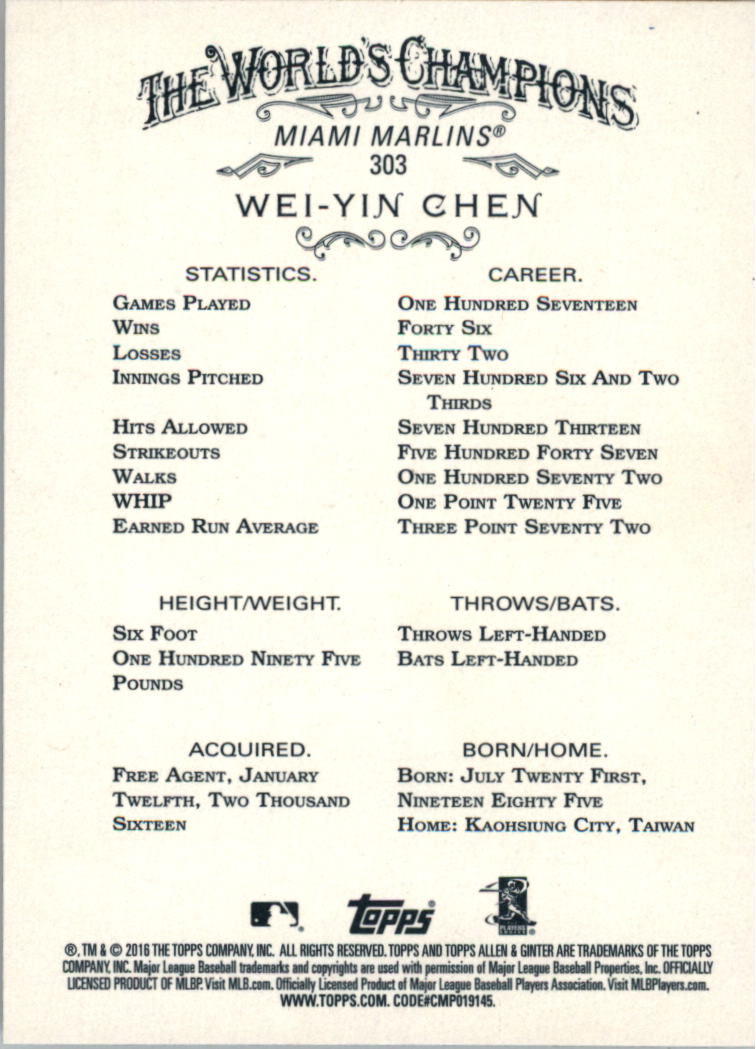 THE WORLD'S CHAMPIONS
MIAMI MARLINS®
303
WEI-YIN CHEN
STATISTICS. CAREER.
GAMES PLAYED ONE HUNDRED SEVENTEEN
WINS FORTY SIX
LOSSES THIRTY TWO
INNINGS PITCHED SEVEN HUNDRED SIX AND TWO
THIRDS
HITS ALLOWED SEVEN HUNDRED THIRTEEN
STRIKEOUTS FIVE HUNDRED FORTY SEVEN
WALKS ONE HUNDRED SEVENTY TWO
WHIP ONE POINT TWENTY FIVE
EARNED RUN AVERAGE THREE POINT SEVENTY TWO
HEIGHT/WEIGHT. THROWS/BATS.
SIX FOOT THROWS LEFT-HANDED
ONE HUNDRED NINETY FIVE BATS LEFT-HANDED
POUNDS
ACQUIRED. BORN/HOME.
FREE AGENT, JANUARY BORN: JULY TWENTY FIRST,
TWELFTH, TWO THOUSAND NINETEEN EIGHTY FIVE
SIXTEEN HOME: KAOHSIUNG CITY, TAIWAN
topps®
PLAYERS
®, TM & © 2016 THE TOPPS COMPANY, INC. ALL RIGHTS RESERVED. TOPPS AND TOPPS ALLEN & GINTER ARE TRADEMARKS OF THE TOPPS
COMPANY, INC. Major League Baseball trademarks and copyrights are used with permission of Major League Baseball Properties, Inc. OFFICIALLY
LICENSED PRODUCT OF MLBP. Visit MLB.com. Officially Licensed Product of Major League Baseball Players Association. Visit MLBPlayers.com.
WWW.TOPPS.COM. CODE#CMP019145.